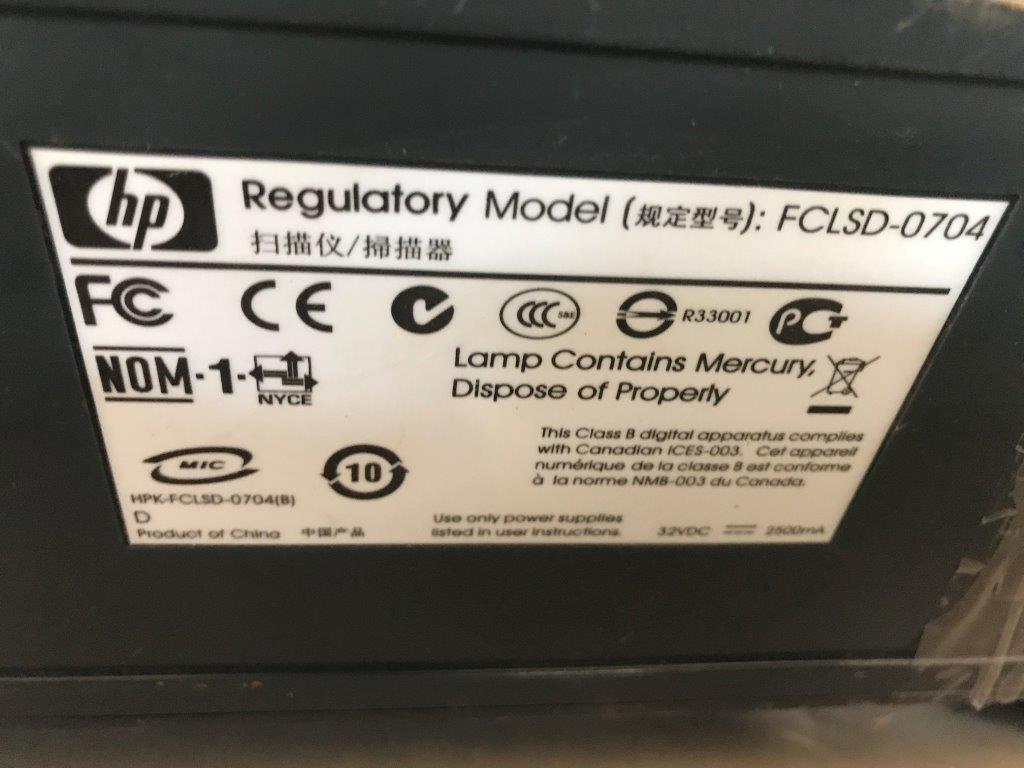 hp
Regulatory Model (规定型号): FCLSD-0704
扫描仪/掃描器
FC CE CCC S&E R33001 PCT
NOM-1-NYCE
Lamp Contains Mercury,
Dispose of Properly
This Class B digital apparatus complies
with Canadian ICES-003. Cet appareil
numérique de la classe B est conforme
à la norme NMB-003 du Canada.
MIC
10
HPK-FCLSD-0704(B)
D
Product of China 中国产品
Use only power supplies
listed in user instructions.
32VDC 2500mA